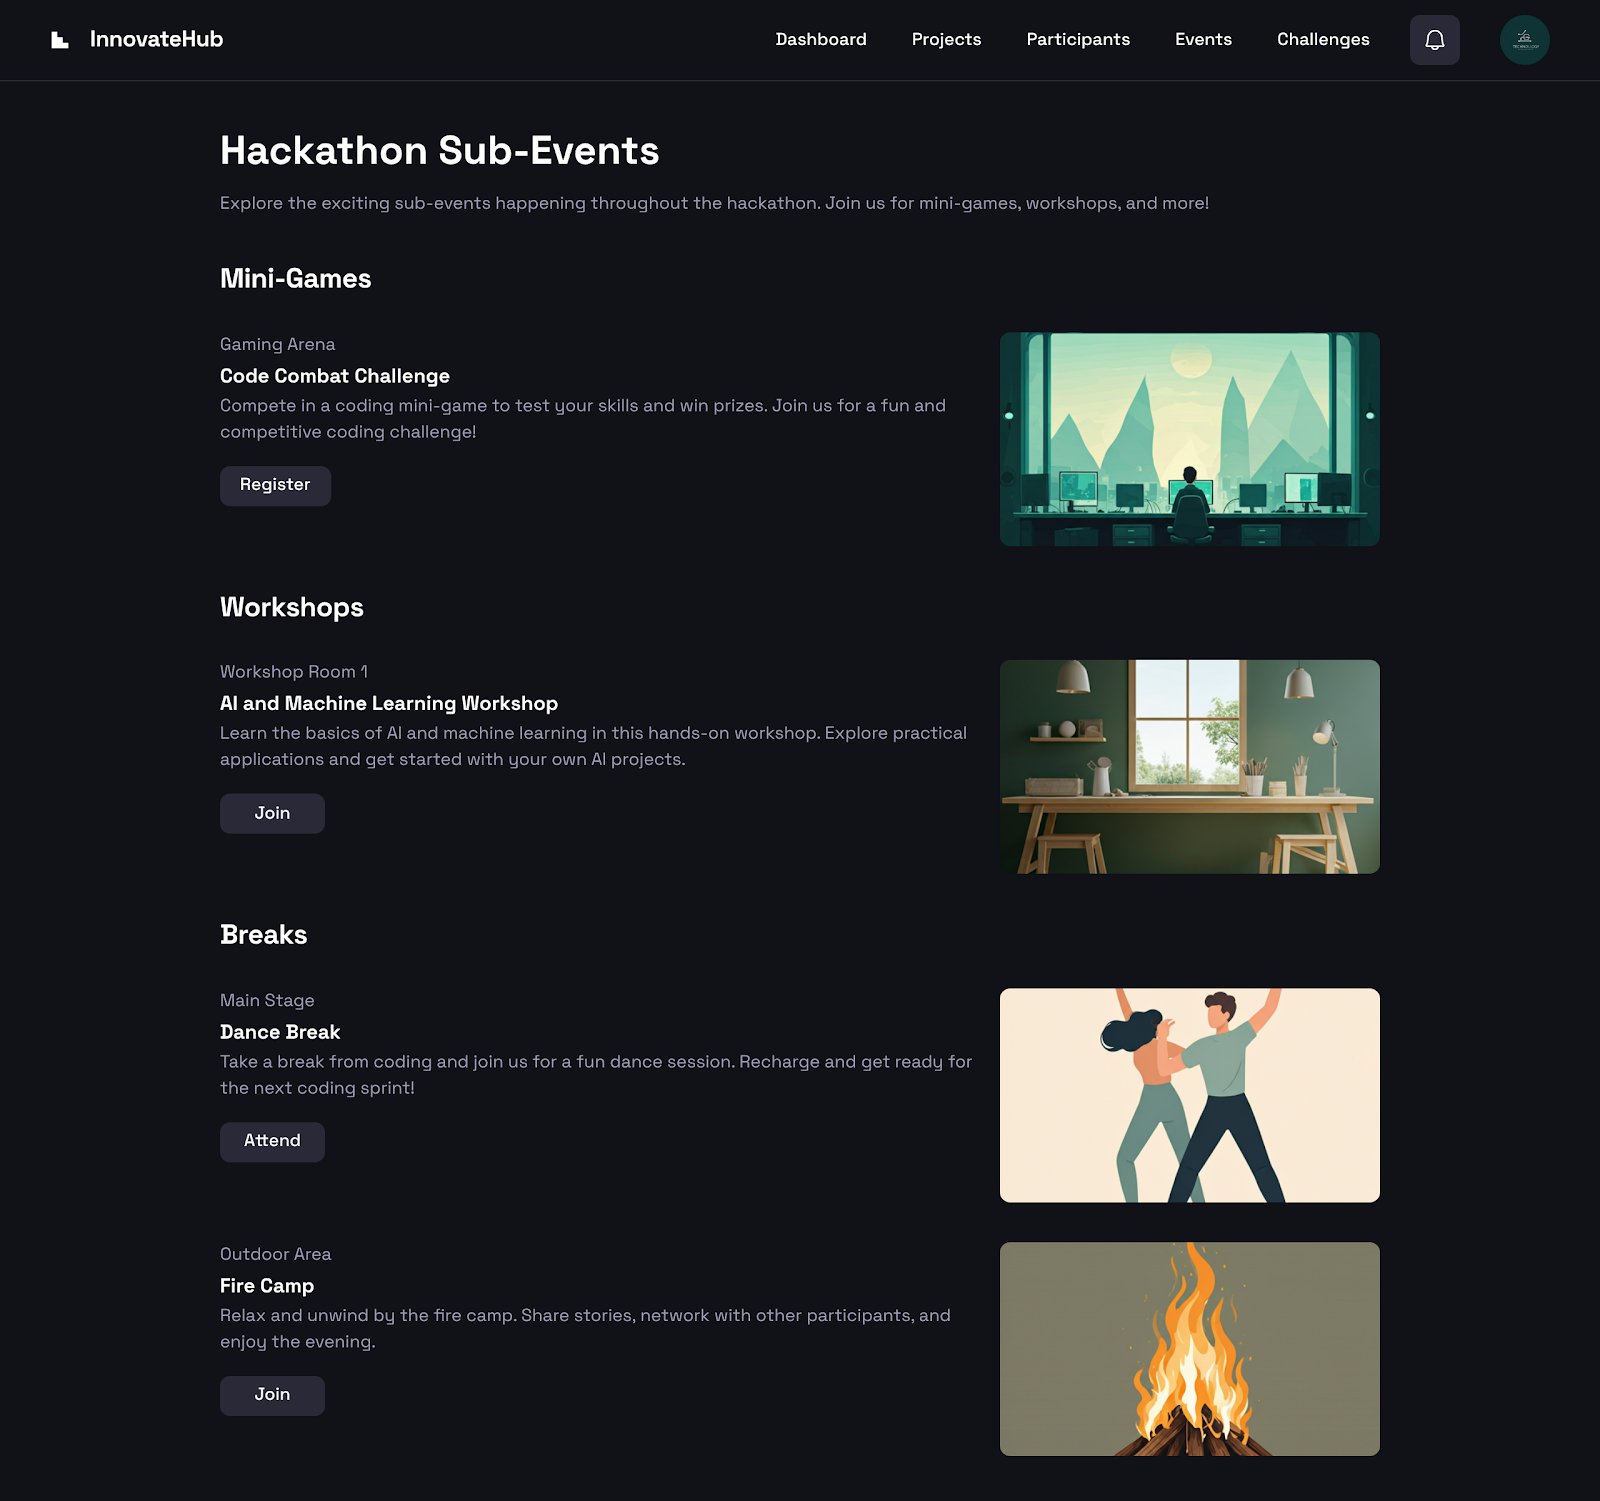 InnovateHub
Dashboard
Projects
Participants
Events
Challenges
Hackathon Sub-Events
Explore the exciting sub-events happening throughout the hackathon. Join us for mini-games, workshops, and more!
Mini-Games
Gaming Arena
Code Combat Challenge
Compete in a coding mini-game to test your skills and win prizes. Join us for a fun and
competitive coding challenge!
Register
Workshops
Workshop Room 1
AI and Machine Learning Workshop
Learn the basics of AI and machine learning in this hands-on workshop. Explore practical
applications and get started with your own AI projects.
Join
Breaks
Main Stage
Dance Break
Take a break from coding and join us for a fun dance session. Recharge and get ready for
the next coding sprint!
Attend
Outdoor Area
Fire Camp
Relax and unwind by the fire camp. Share stories, network with other participants, and
enjoy the evening.
Join